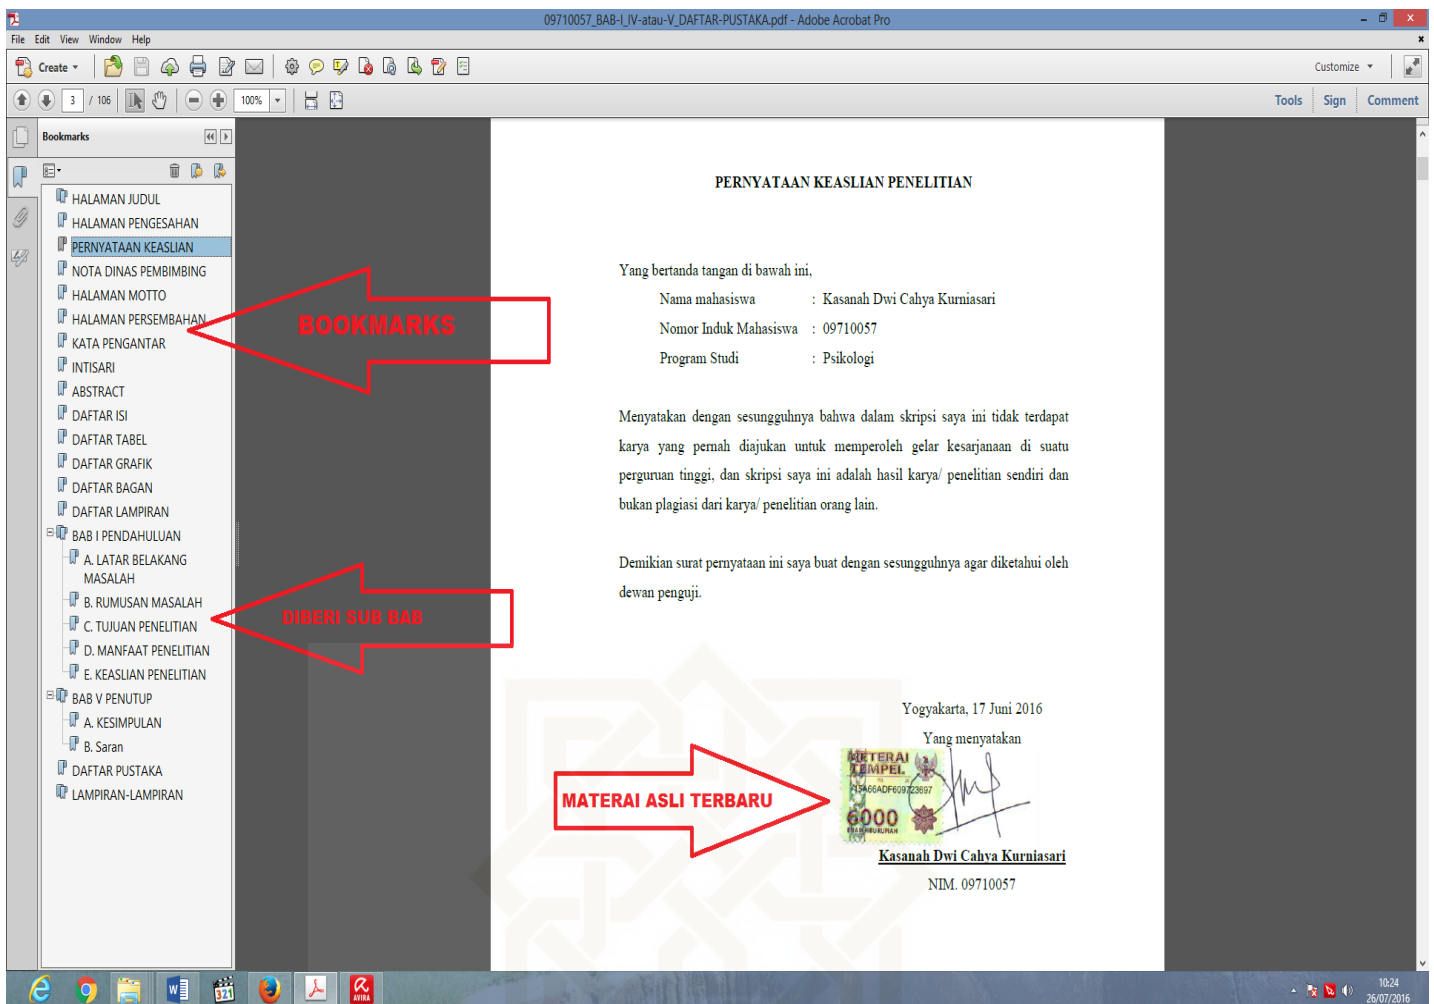 09710057_BAB-I_IV-atau-V_DAFTAR-PUSTAKA.pdf - Adobe Acrobat Pro
File Edit View Window Help
Create
Customize
3 / 106
100%
Tools Sign Comment
Bookmarks
HALAMAN JUDUL
HALAMAN PENGESAHAN
PERNYATAAN KEASLIAN
NOTA DINAS PEMBIMBING
HALAMAN MOTTO
HALAMAN PERSEMBAHAN
KATA PENGANTAR
INTISARI
ABSTRACT
DAFTAR ISI
DAFTAR TABEL
DAFTAR GRAFIK
DAFTAR BAGAN
DAFTAR LAMPIRAN
BAB I PENDAHULUAN
A. LATAR BELAKANG
MASALAH
B. RUMUSAN MASALAH
C. TUJUAN PENELITIAN
D. MANFAAT PENELITIAN
E. KEASLIAN PENELITIAN
BAB V PENUTUP
A. KESIMPULAN
B. Saran
DAFTAR PUSTAKA
LAMPIRAN-LAMPIRAN
BOOKMARKS
DIBERI SUB BAB
MATERAI ASLI TERBARU
PERNYATAAN KEASLIAN PENELITIAN
Yang bertanda tangan di bawah ini,
Nama mahasiswa : Kasanah Dwi Cahya Kurniasari
Nomor Induk Mahasiswa : 09710057
Program Studi : Psikologi
Menyatakan dengan sesungguhnya bahwa dalam skripsi saya ini tidak terdapat
karya yang pernah diajukan untuk memperoleh gelar kesarjanaan di suatu
perguruan tinggi, dan skripsi saya ini adalah hasil karya/ penelitian sendiri dan
bukan plagiasi dari karya/ penelitian orang lain.
Demikian surat pernyataan ini saya buat dengan sesungguhnya agar diketahui oleh
dewan penguji.
Yogyakarta, 17 Juni 2016
Yang menyatakan
METERAI
TEMPEL
6000
ENAM RIBU RUPIAH
Kasanah Dwi Cahya Kurniasari
NIM. 09710057
321
AVIRA
10:24
26/07/2016